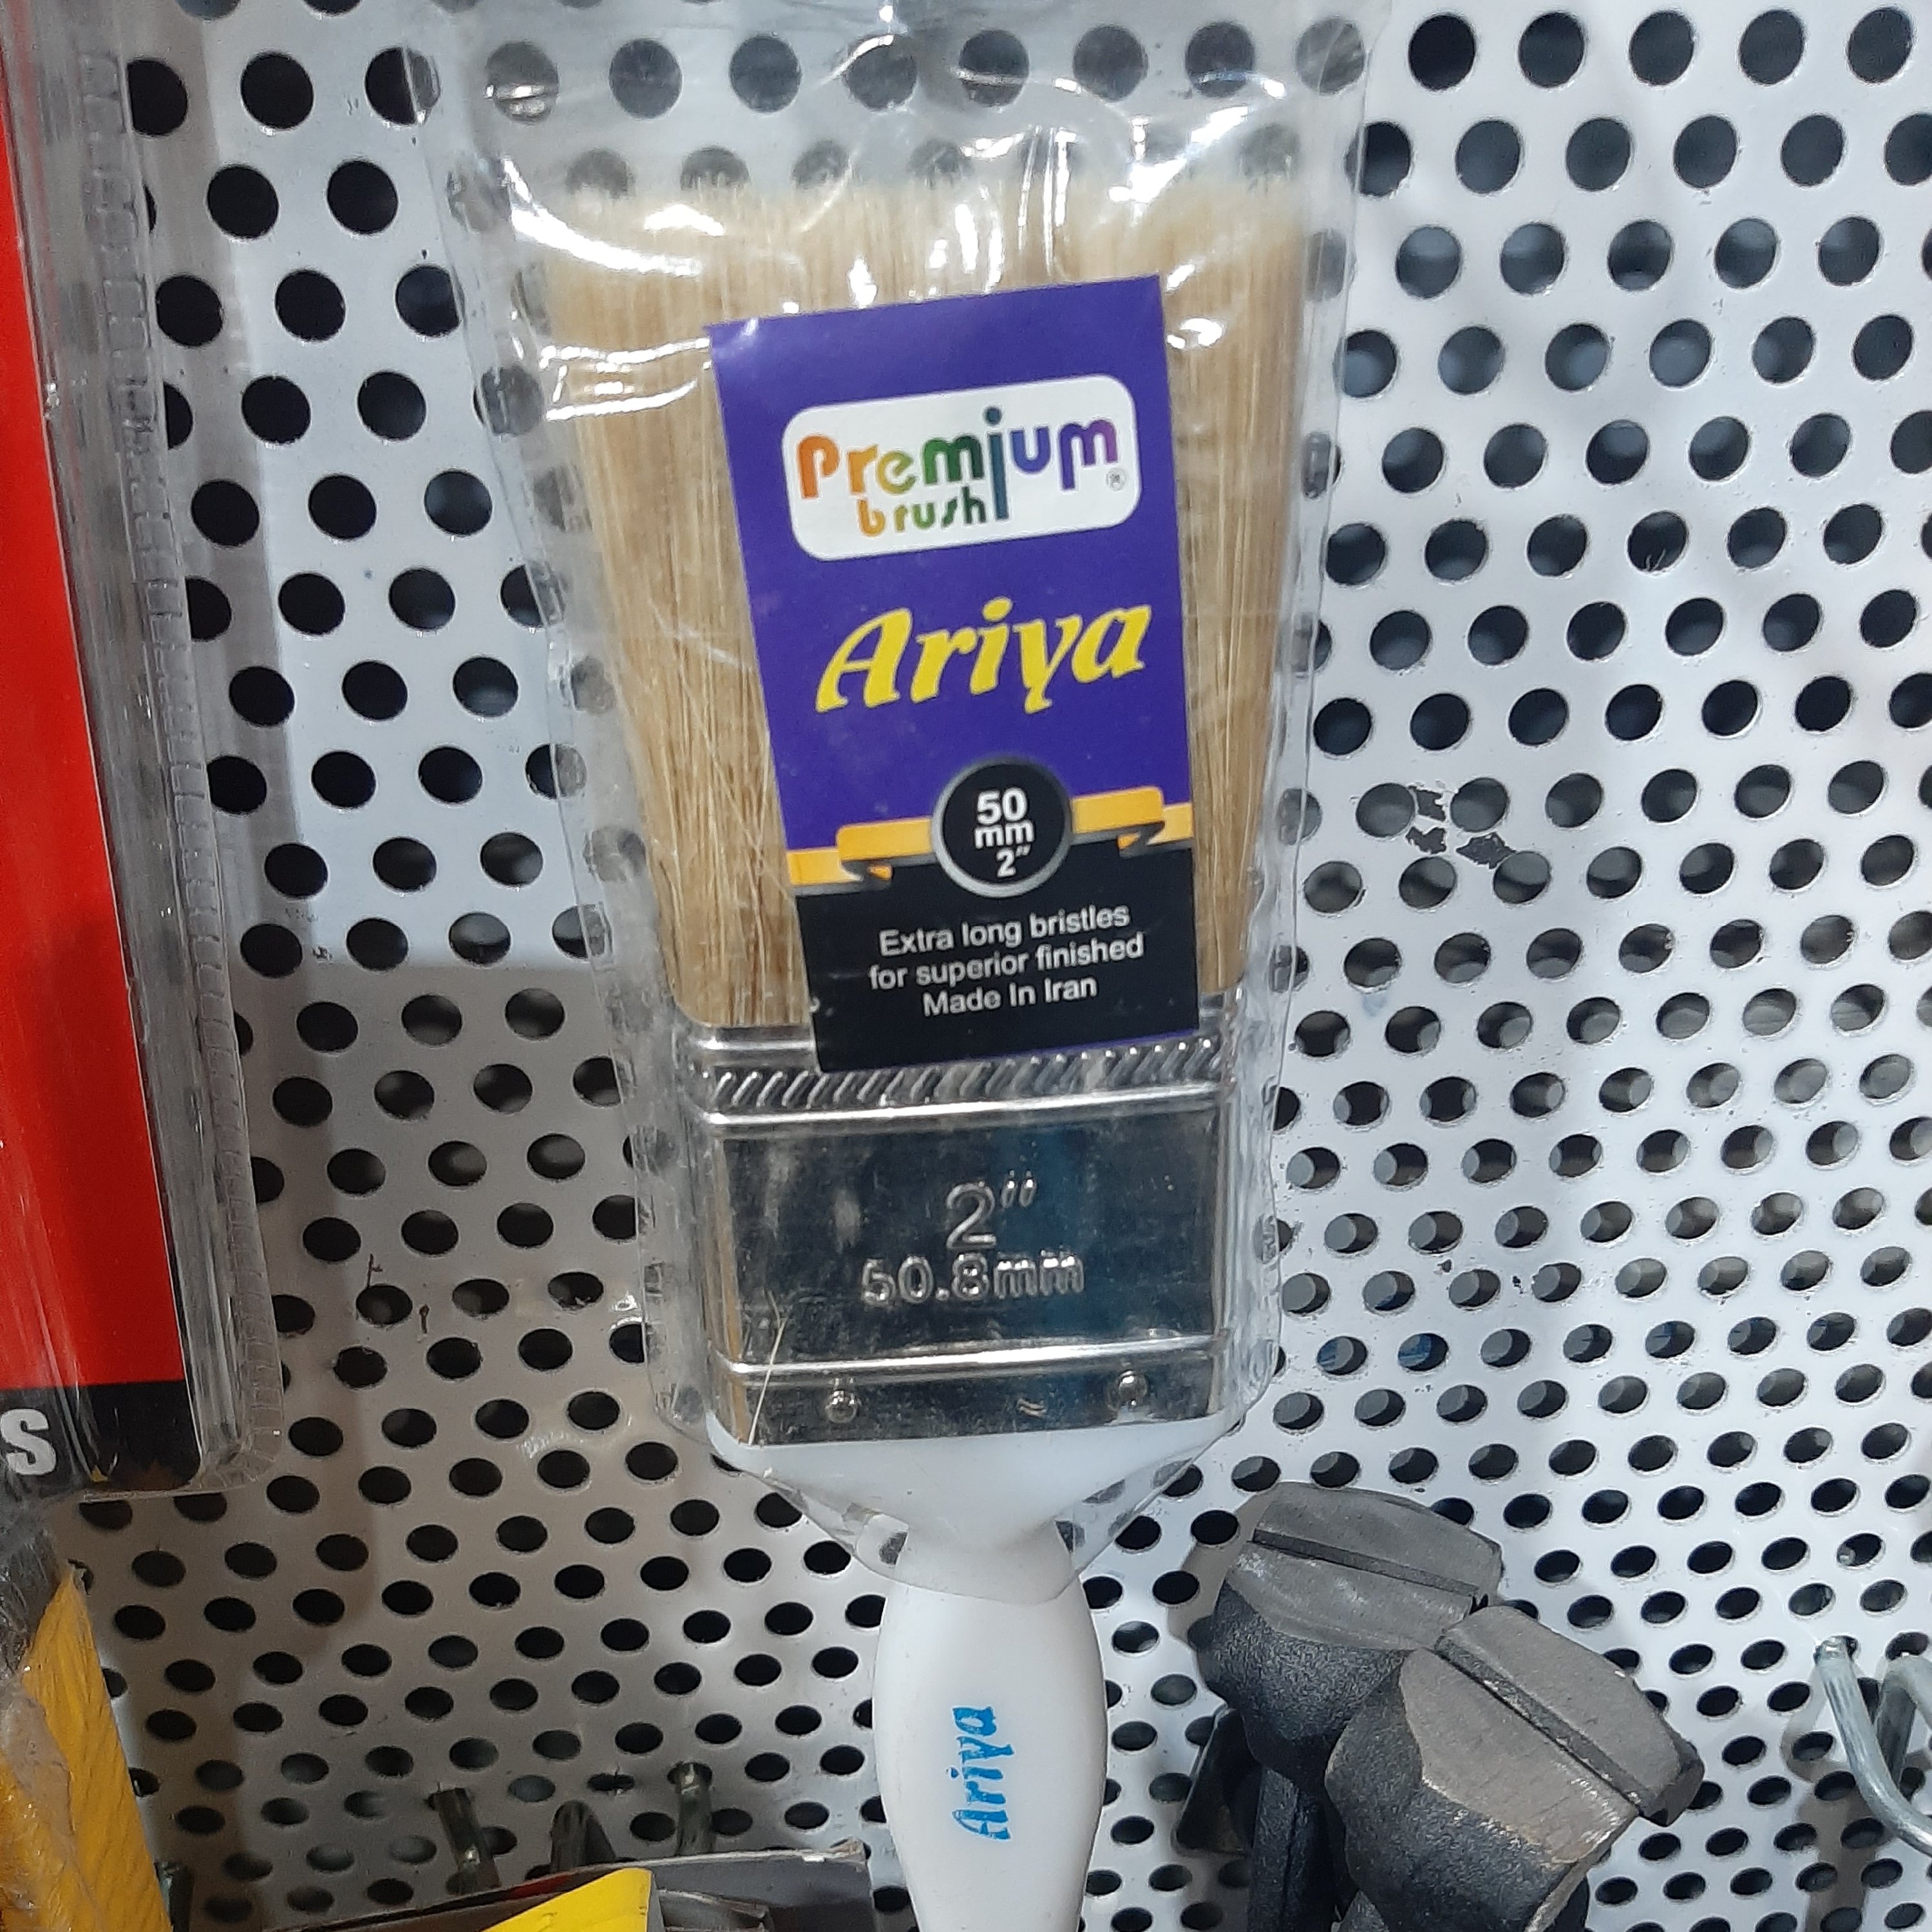 Premium
brush
®
Ariya
50
mm
2"
Extra long bristles
for superior finished
Made In Iran
2"
50.8mm
Ariya
S